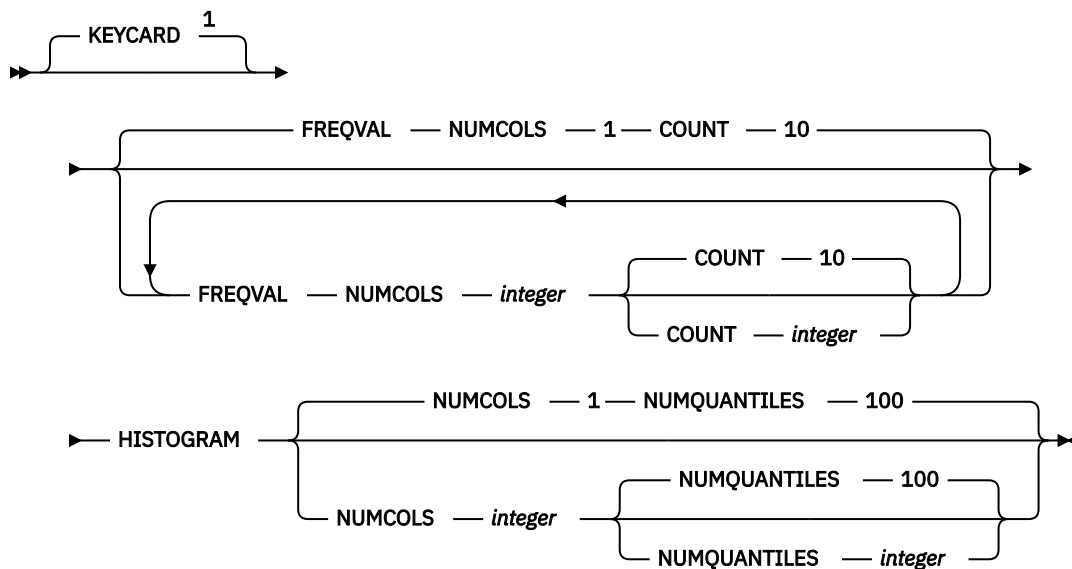 KEYCARD 1
FREQVAL NUMCOLS 1 COUNT 10
COUNT 10
FREQVAL NUMCOLS integer
COUNT integer
NUMCOLS 1 NUMQUANTILES 100
HISTOGRAM
NUMQUANTILES 100
NUMCOLS integer
NUMQUANTILES integer